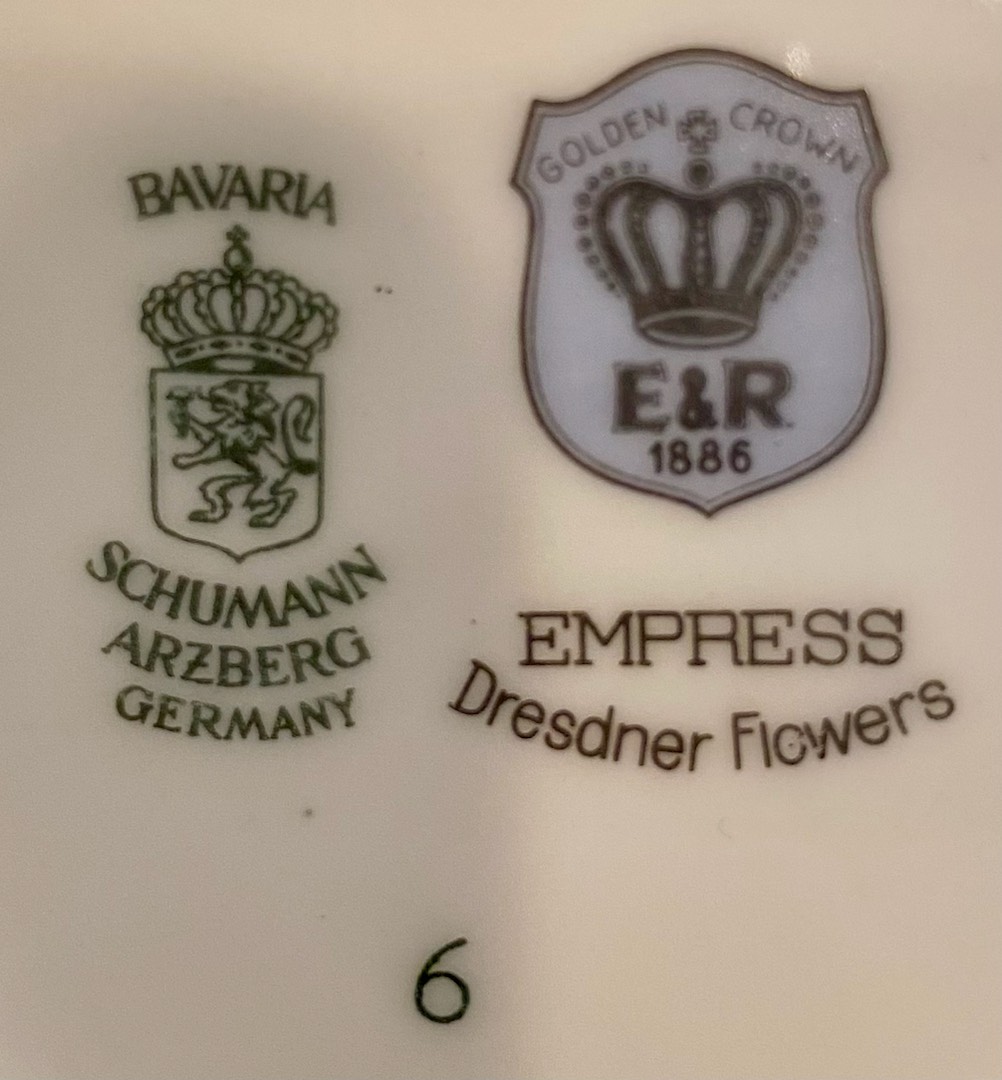 BAVARIA
SCHUMANN
ARZBERG
GERMANY
GOLDEN CROWN
E&R
1886
EMPRESS
Dresdner Flowers
6